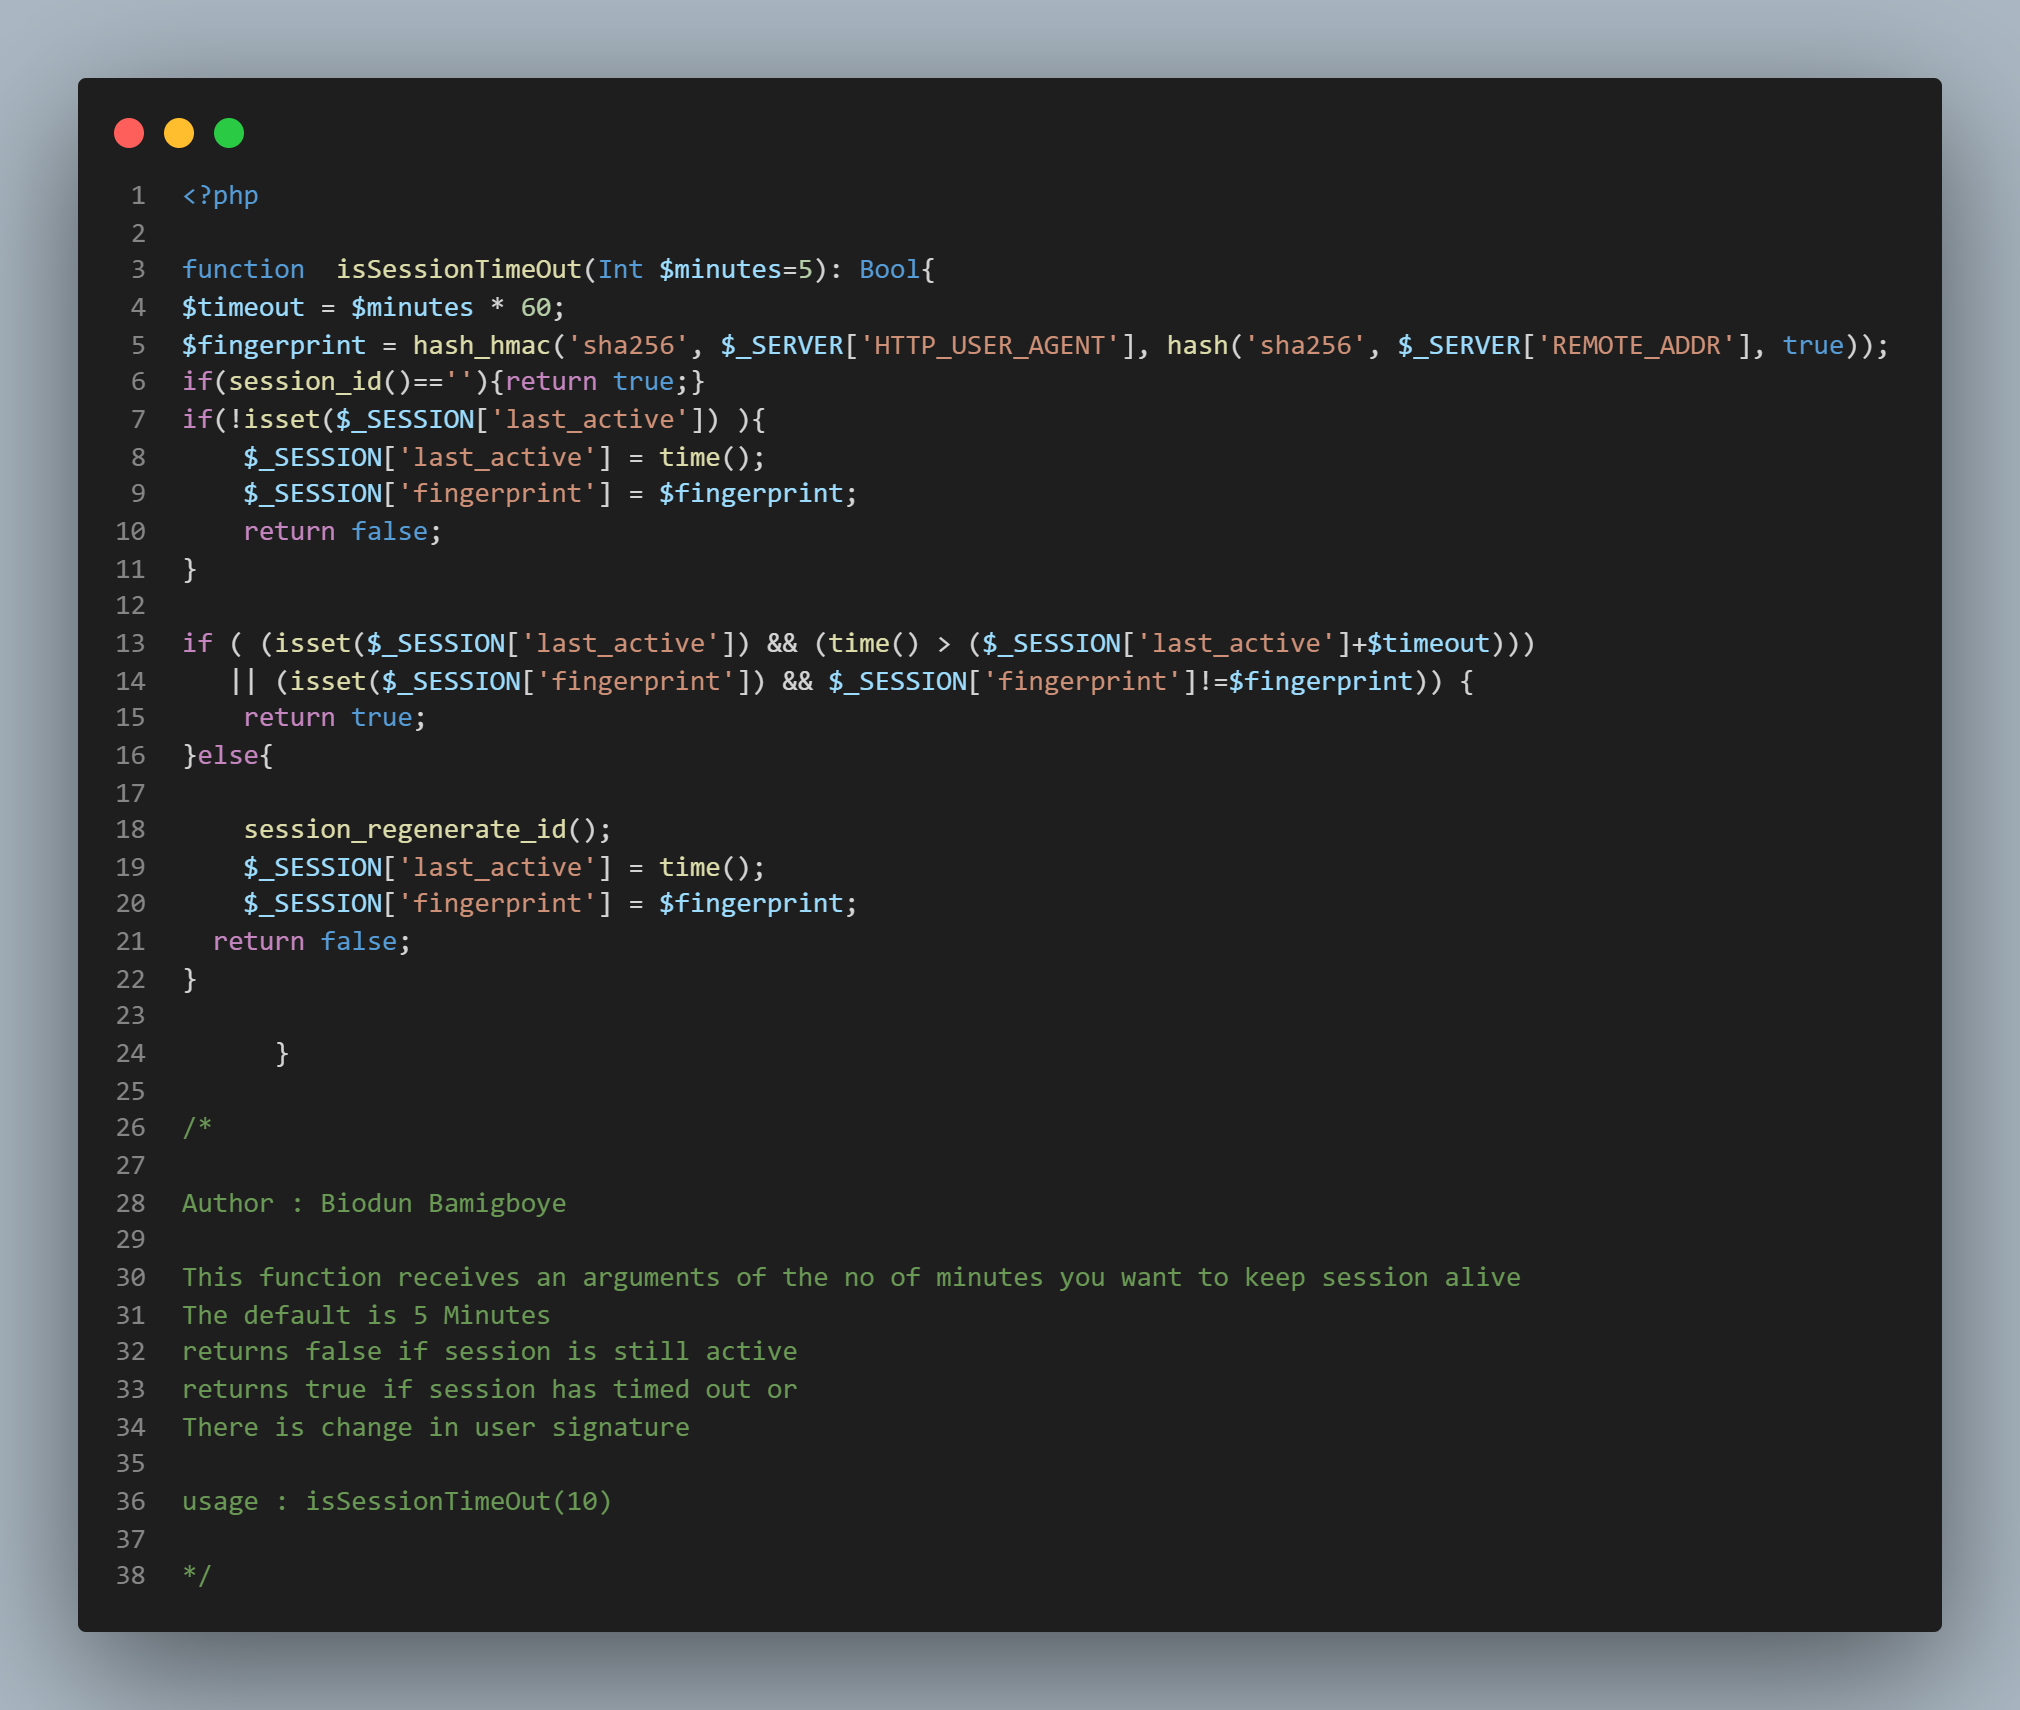 1 <?php
2
3 function  isSessionTimeOut(Int $minutes=5): Bool{
4 $timeout = $minutes * 60;
5 $fingerprint = hash_hmac('sha256', $_SERVER['HTTP_USER_AGENT'], hash('sha256', $_SERVER['REMOTE_ADDR'], true));
6 if(session_id()==''){return true;}
7 if(!isset($_SESSION['last_active']) ){
8     $_SESSION['last_active'] = time();
9     $_SESSION['fingerprint'] = $fingerprint;
10     return false;
11 }
12
13 if ( (isset($_SESSION['last_active']) && (time() > ($_SESSION['last_active']+$timeout)))
14    || (isset($_SESSION['fingerprint']) && $_SESSION['fingerprint']!=$fingerprint)) {
15     return true;
16 }else{
17
18     session_regenerate_id();
19     $_SESSION['last_active'] = time();
20     $_SESSION['fingerprint'] = $fingerprint;
21   return false;
22 }
23
24       }
25
26 /*
27
28 Author : Biodun Bamigboye
29
30 This function receives an arguments of the no of minutes you want to keep session alive
31 The default is 5 Minutes
32 returns false if session is still active
33 returns true if session has timed out or
34 There is change in user signature
35
36 usage : isSessionTimeOut(10)
37
38 */